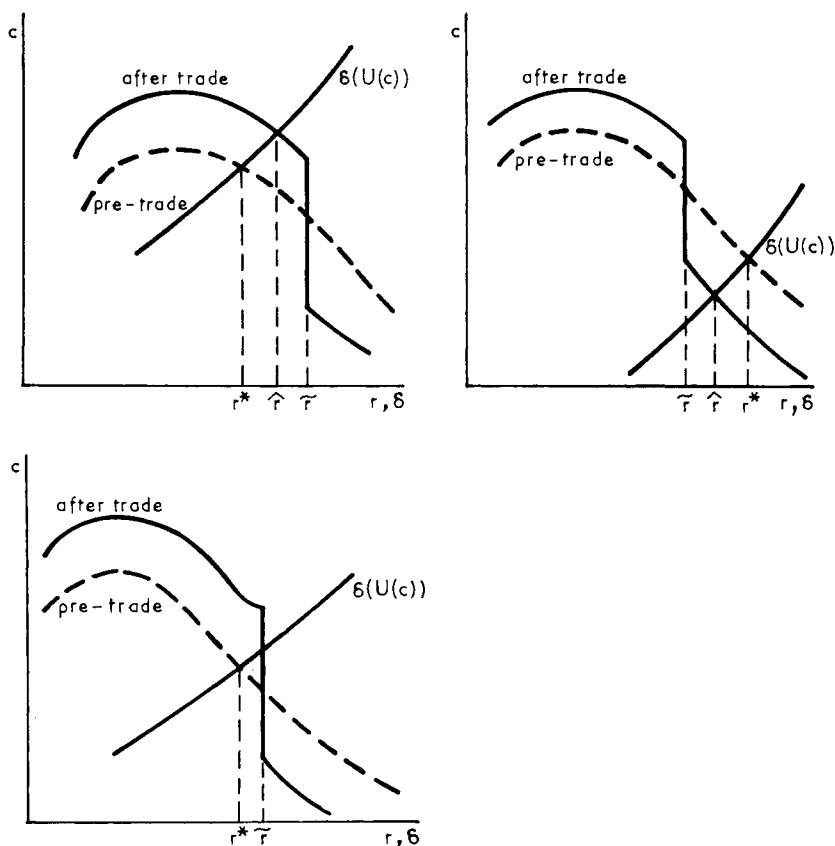 c
after trade
δ(U(c))
pre-trade
r* r̂ r̃ r, δ
c
after trade
pre-trade
δ(U(c))
r̃ r̂ r* r, δ
c
after trade
pre-trade
δ(U(c))
r* r̃ r, δ